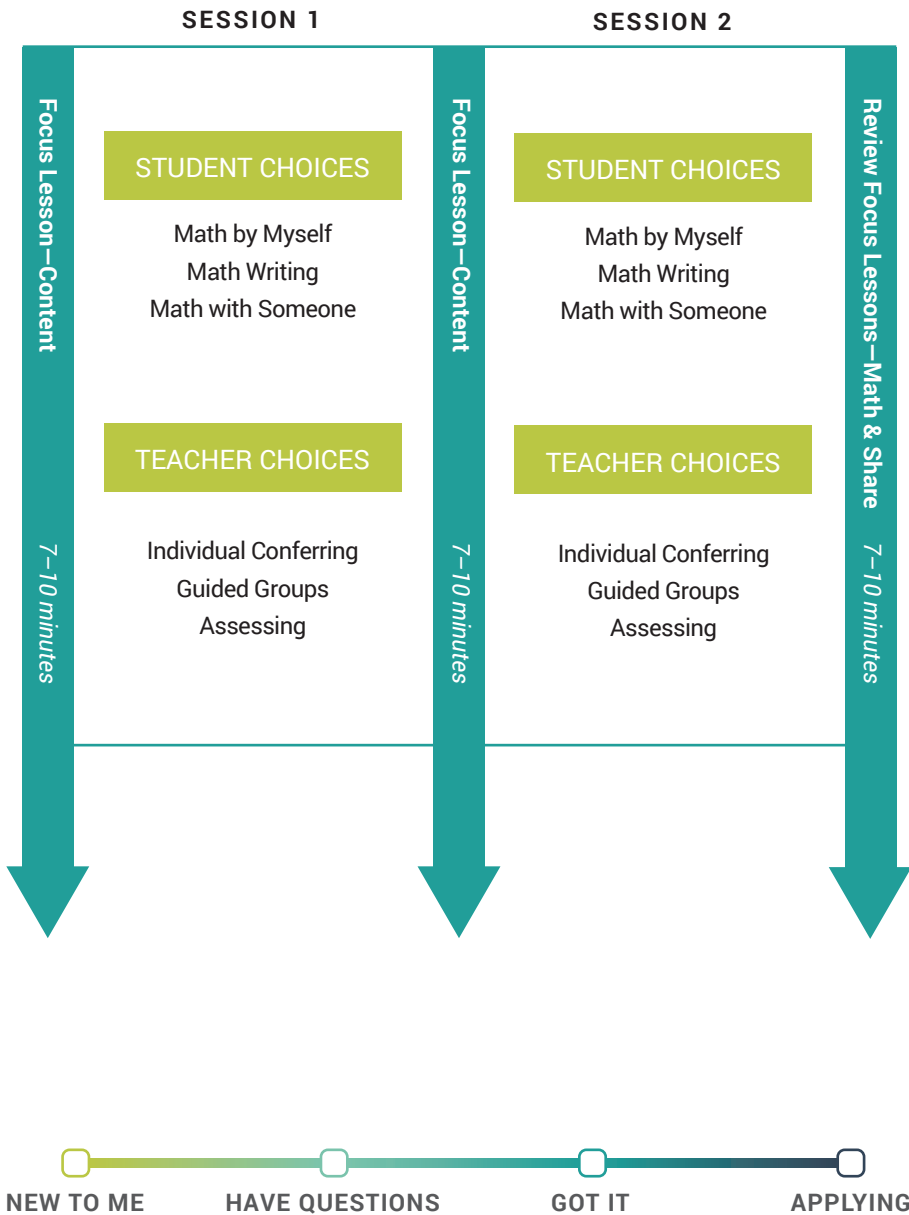 SESSION 1
SESSION 2
Focus Lesson—Content
7–10 minutes
STUDENT CHOICES
Math by Myself
Math Writing
Math with Someone
TEACHER CHOICES
Individual Conferring
Guided Groups
Assessing
Focus Lesson—Content
7–10 minutes
STUDENT CHOICES
Math by Myself
Math Writing
Math with Someone
TEACHER CHOICES
Individual Conferring
Guided Groups
Assessing
Review Focus Lessons—Math & Share
7–10 minutes
NEW TO ME
HAVE QUESTIONS
GOT IT
APPLYING